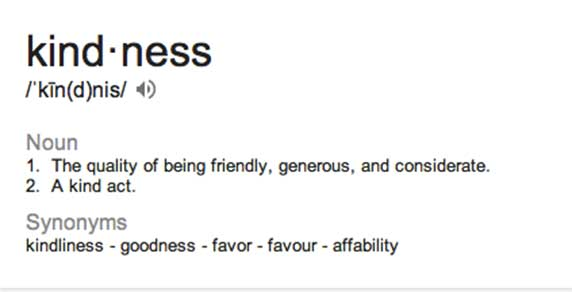 kind·ness
/ˈkīn(d)nis/
Noun
1. The quality of being friendly, generous, and considerate.
2. A kind act.
Synonyms
kindliness - goodness - favor - favour - affability